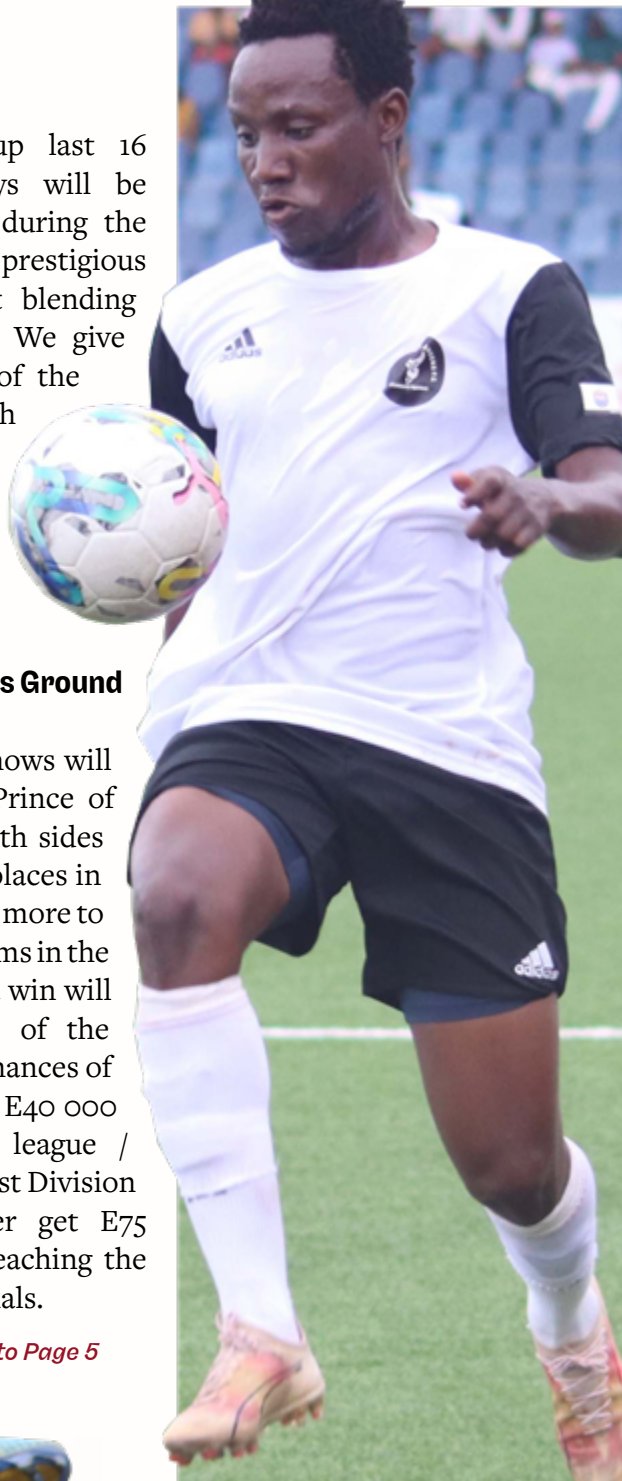 up last 16
ys will be
during the
prestigious
blending
We give
of the
h
s Ground
nows will
Prince of
th sides
places in
more to
ms in the
win will
of the
hances of
E40 000
league /
st Division
er get E75
eaching the
als.
to Page 5
adidas
adidas